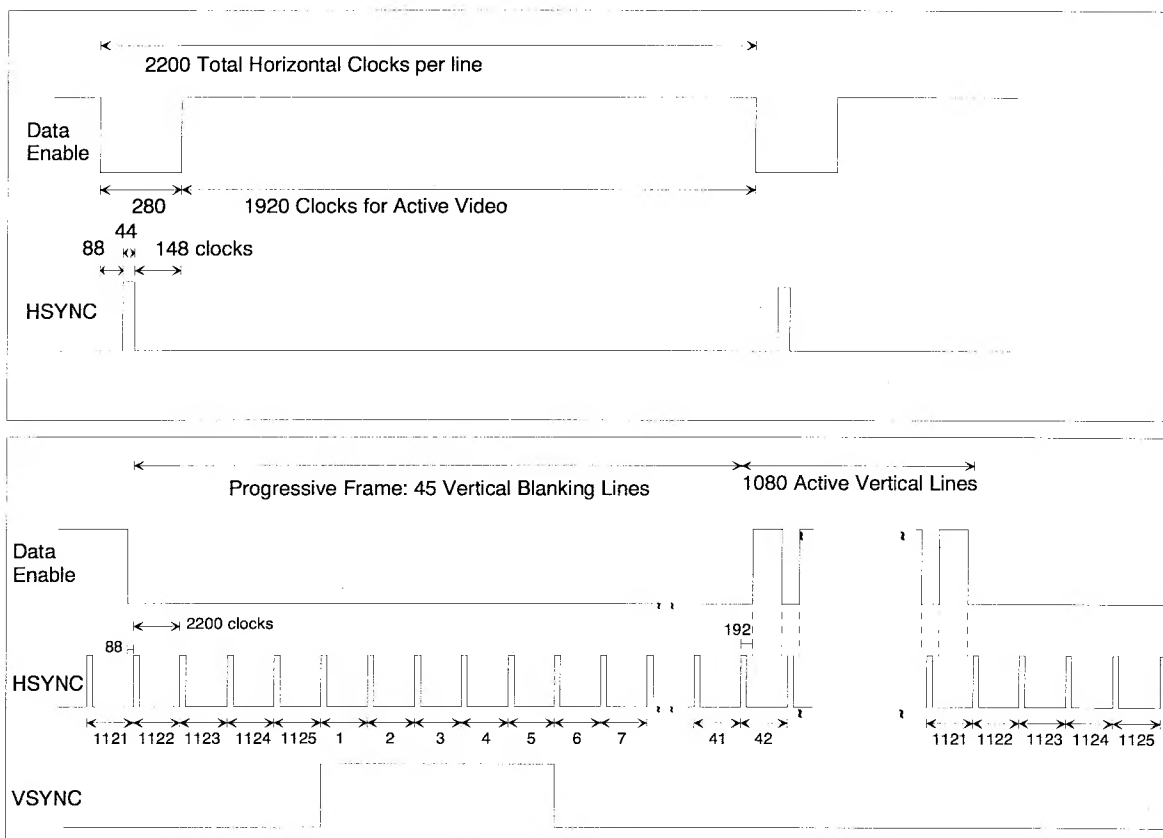 2200 Total Horizontal Clocks per line
Data
Enable
280
1920 Clocks for Active Video
44
88
148 clocks
HSYNC
Progressive Frame: 45 Vertical Blanking Lines
1080 Active Vertical Lines
Data
Enable
2200 clocks
88
192
HSYNC
1121 1122 1123 1124 1125 1 2 3 4 5 6 7 41 42 1121 1122 1123 1124 1125
VSYNC